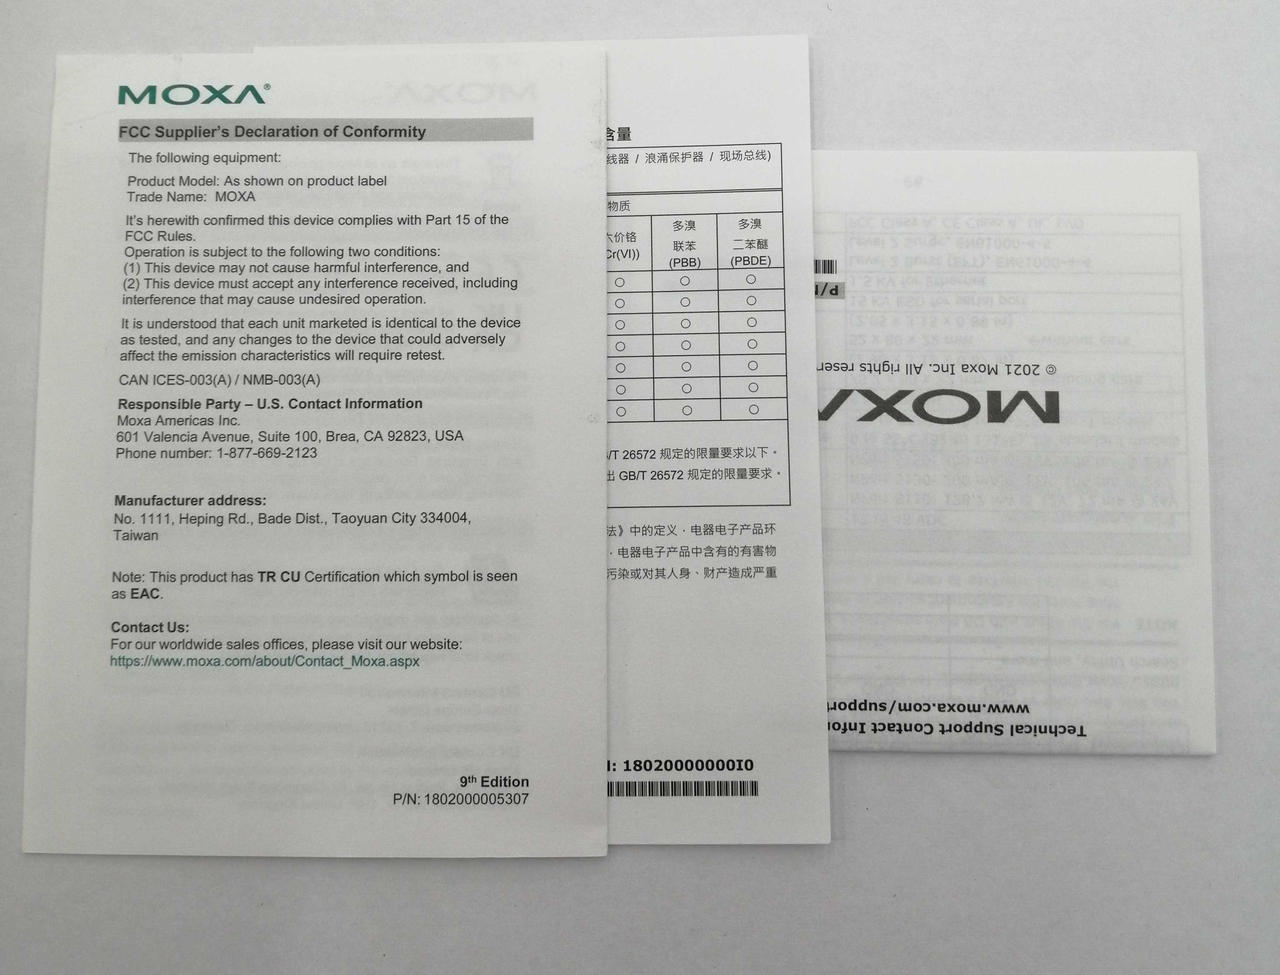 MOXA®
FCC Supplier's Declaration of Conformity
The following equipment:
Product Model: As shown on product label
Trade Name: MOXA
It's herewith confirmed this device complies with Part 15 of the
FCC Rules.
Operation is subject to the following two conditions:
(1) This device may not cause harmful interference, and
(2) This device must accept any interference received, including
interference that may cause undesired operation.
It is understood that each unit marketed is identical to the device
as tested, and any changes to the device that could adversely
affect the emission characteristics will require retest.
CAN ICES-003(A) / NMB-003(A)
Responsible Party – U.S. Contact Information
Moxa Americas Inc.
601 Valencia Avenue, Suite 100, Brea, CA 92823, USA
Phone number: 1-877-669-2123
Manufacturer address:
No. 1111, Heping Rd., Bade Dist., Taoyuan City 334004,
Taiwan
Note: This product has TR CU Certification which symbol is seen
as EAC.
Contact Us:
For our worldwide sales offices, please visit our website:
https://www.moxa.com/about/Contact_Moxa.aspx
9th Edition
P/N: 1802000005307
含量
线器 / 浪涌保护器 / 现场总线)
物质
六价铬
Cr(VI))
多溴
联苯
(PBB)
多溴
二苯醚
(PBDE)
○ ○ ○
○ ○ ○
○ ○ ○
○ ○ ○
○ ○ ○
○ ○ ○
○ ○ ○
/T 26572 规定的限量要求以下。
出 GB/T 26572 规定的限量要求。
法》中的定义，电器电子产品环
，电器电子产品中含有的有害物
污染或对其人身、财产造成严重
: 18020000000I0
Technical Support Contact Infor
www.moxa.com/support
MOXA
© 2021 Moxa Inc. All rights reser
P/N